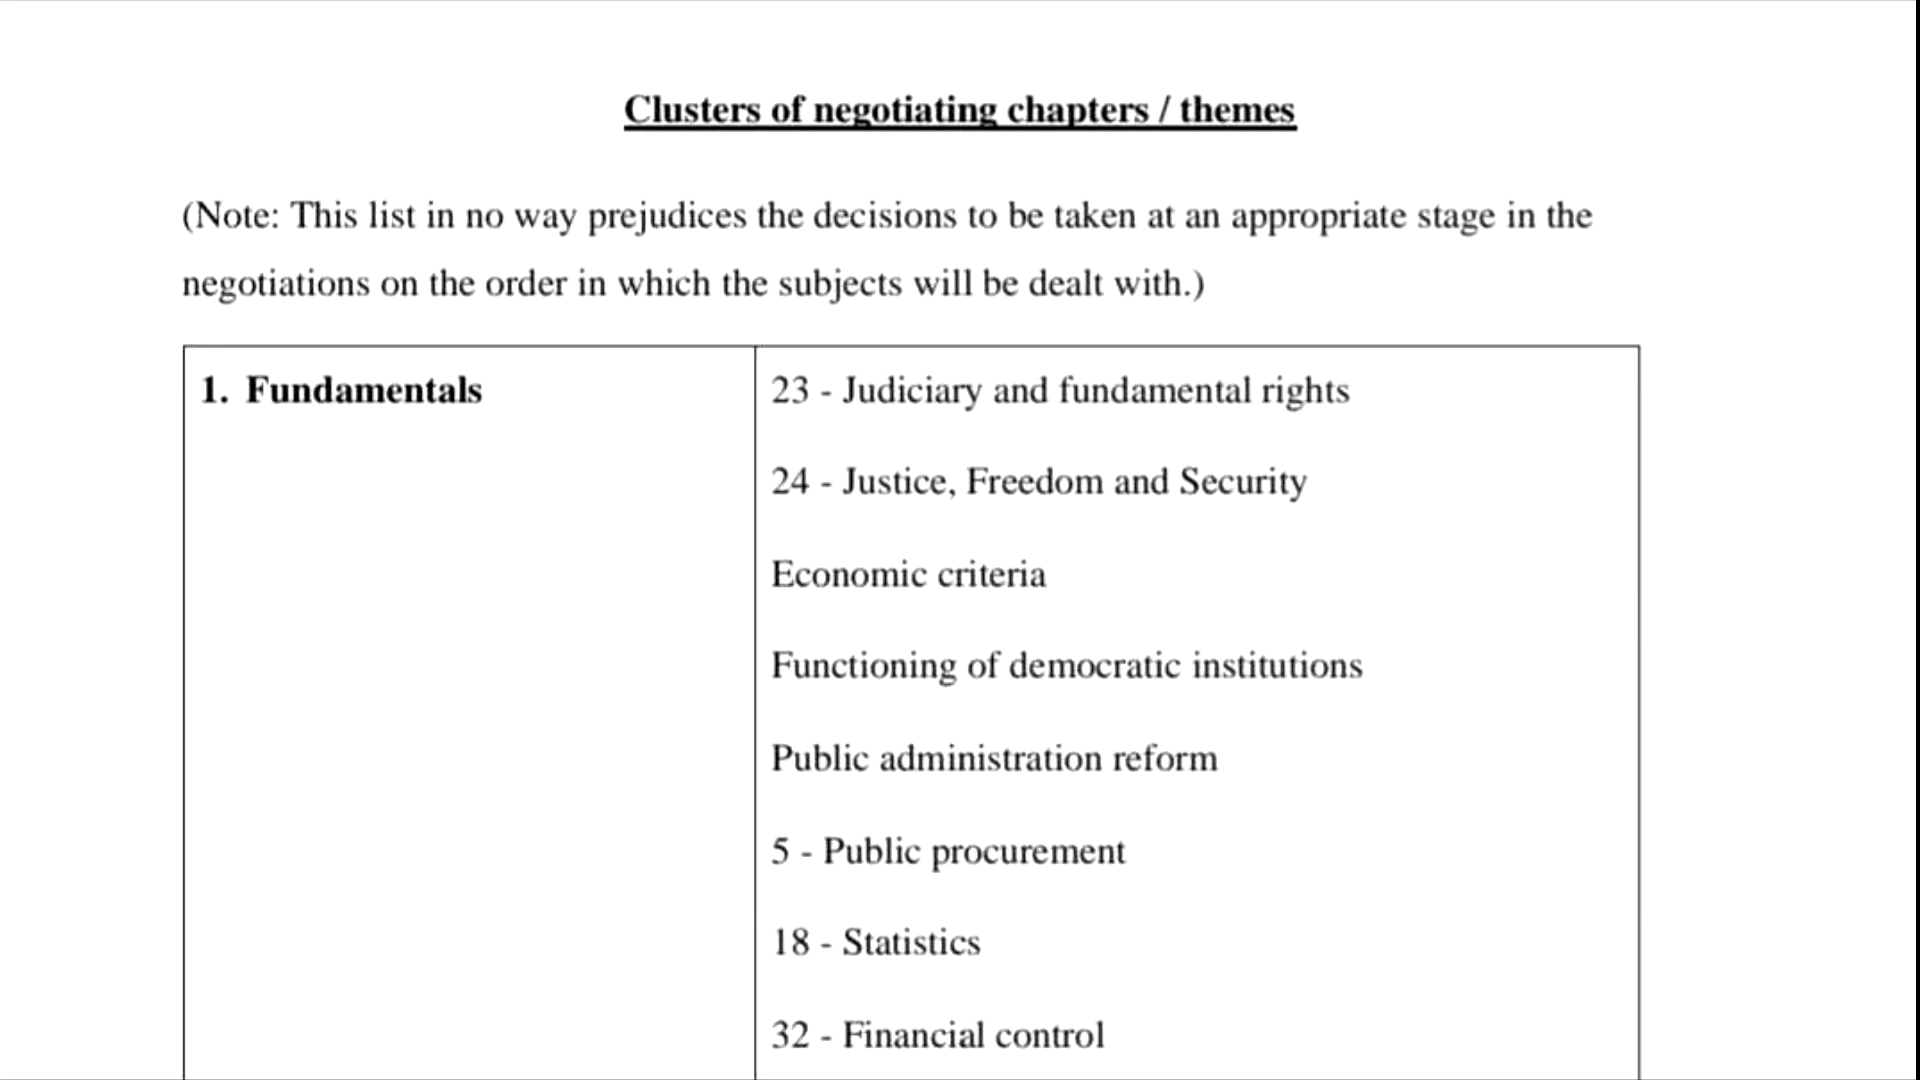 Clusters of negotiating chapters / themes
(Note: This list in no way prejudices the decisions to be taken at an appropriate stage in the
negotiations on the order in which the subjects will be dealt with.)
1. Fundamentals
23 - Judiciary and fundamental rights
24 - Justice, Freedom and Security
Economic criteria
Functioning of democratic institutions
Public administration reform
5 - Public procurement
18 - Statistics
32 - Financial control